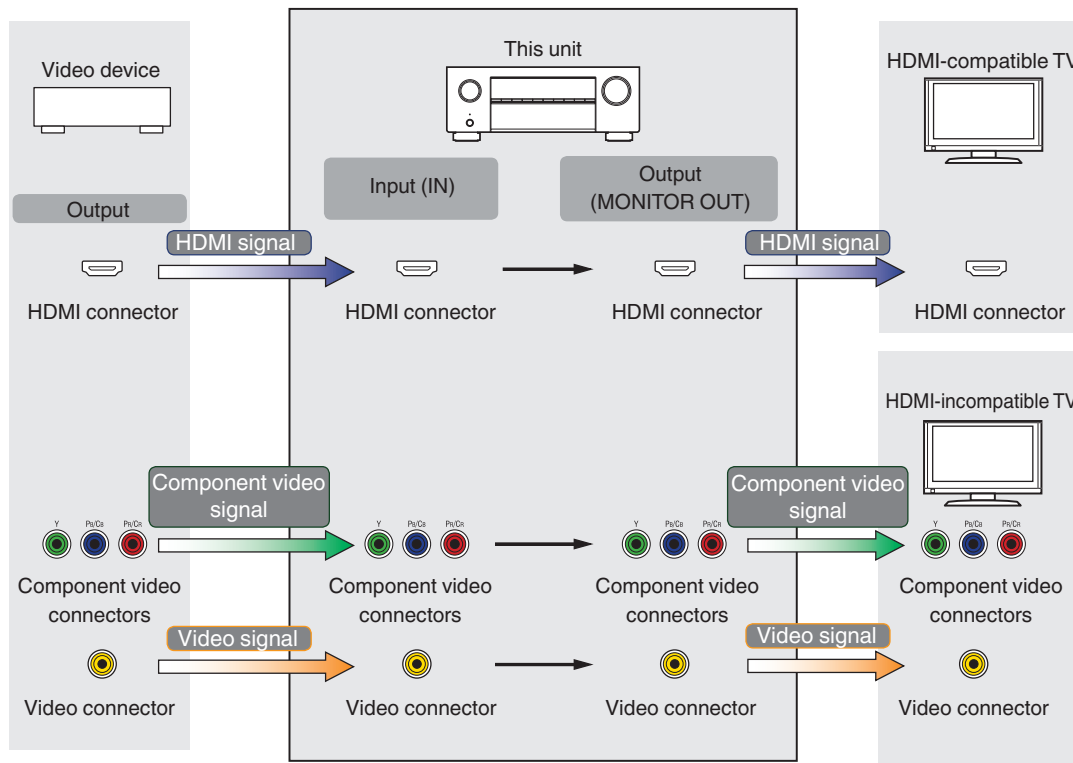 Video device
This unit
HDMI-compatible TV
Input (IN)
Output
(MONITOR OUT)
Output
HDMI signal
HDMI signal
HDMI connector
HDMI connector
HDMI connector
HDMI connector
HDMI-incompatible TV
Component video
signal
Component video
signal
Y PB/CB PR/CR
Y PB/CB PR/CR
Y PB/CB PR/CR
Y PB/CB PR/CR
Component video
connectors
Component video
connectors
Component video
connectors
Component video
connectors
Video signal
Video signal
Video connector
Video connector
Video connector
Video connector